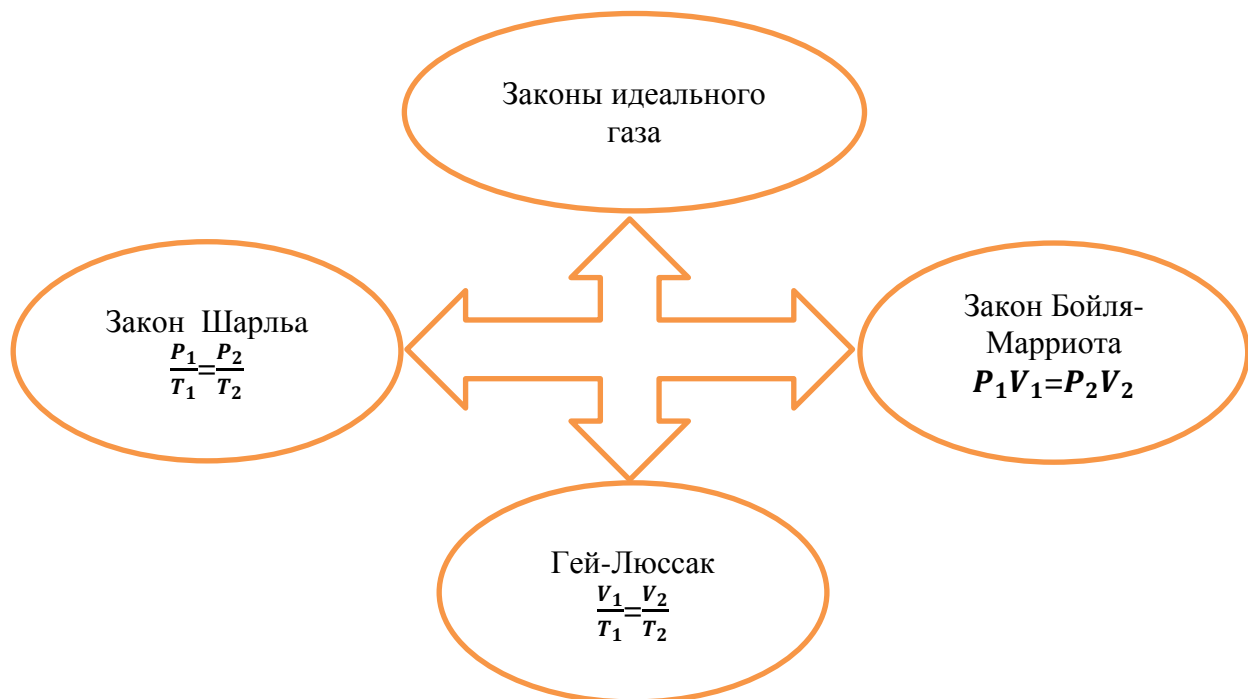 Законы идеального
газа
Закон Шарльа
P₁/T₁=P₂/T₂
Закон Бойля-
Марриота
P₁V₁=P₂V₂
Гей-Люссак
V₁/T₁=V₂/T₂